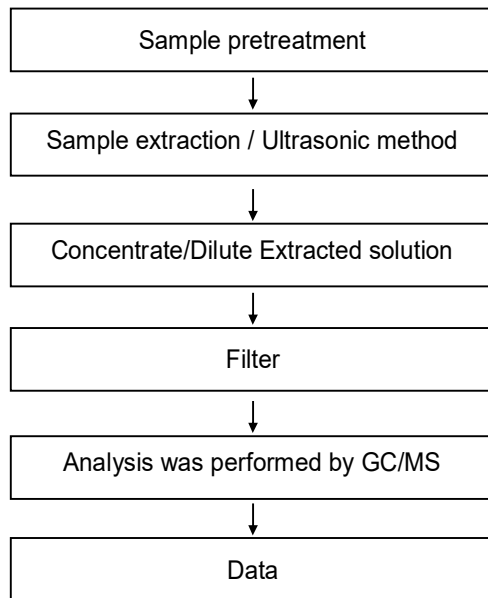 Sample pretreatment
Sample extraction / Ultrasonic method
Concentrate/Dilute Extracted solution
Filter
Analysis was performed by GC/MS
Data